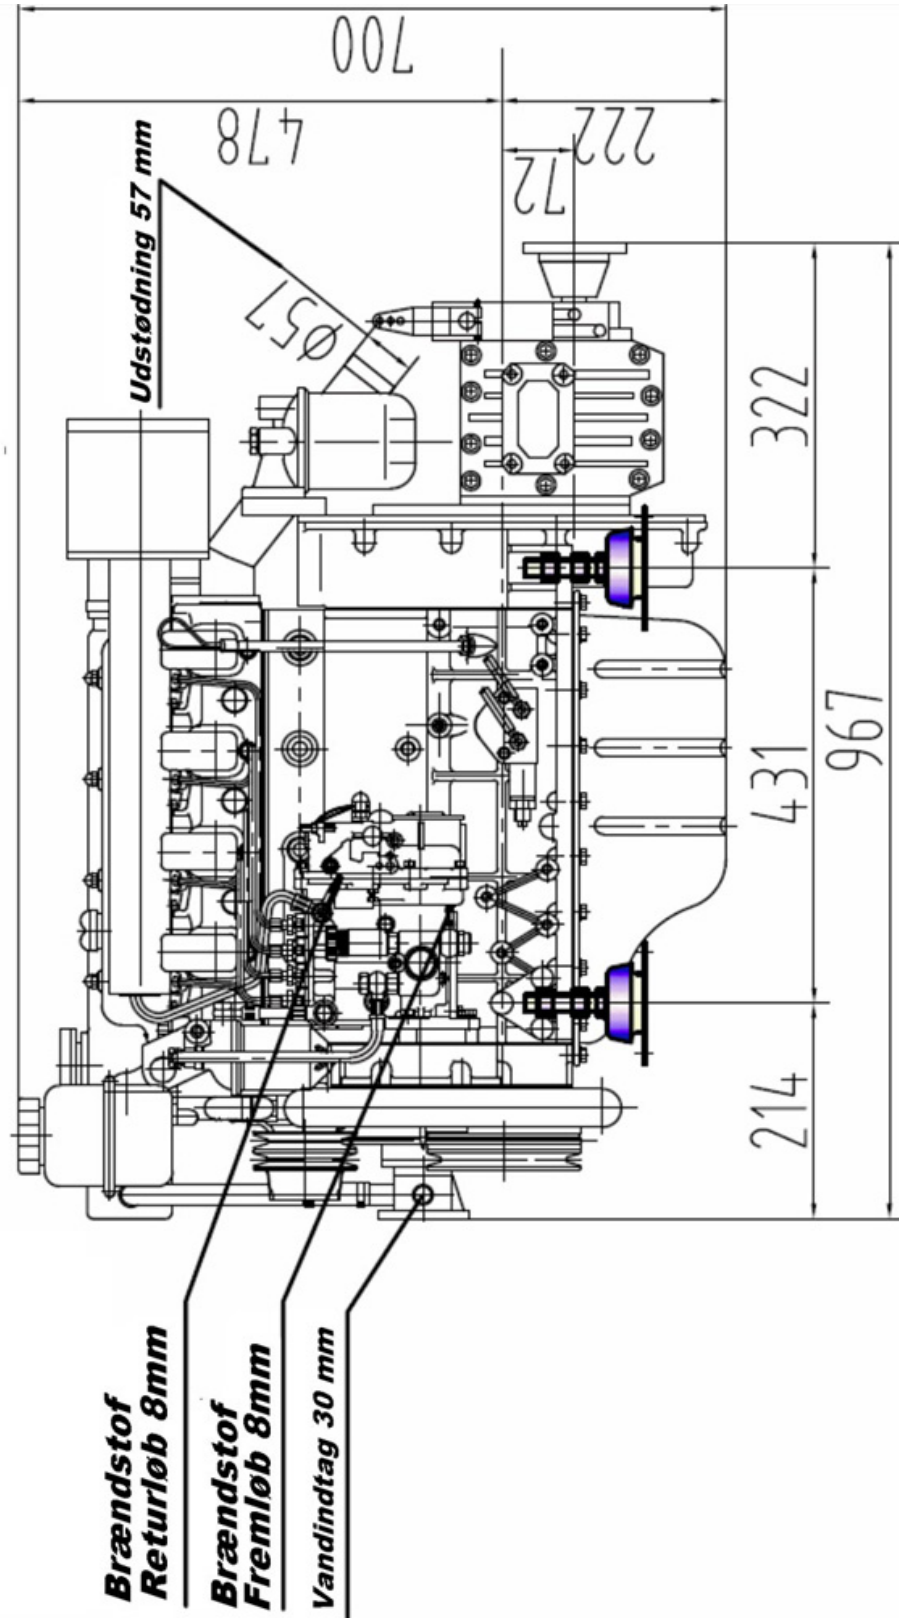 700
478
222
72
Udstødning 57 mm
Ø57
322
431
967
214
Brændstof
Returløb 8mm
Brændstof
Fremløb 8mm
Vandindtag 30 mm